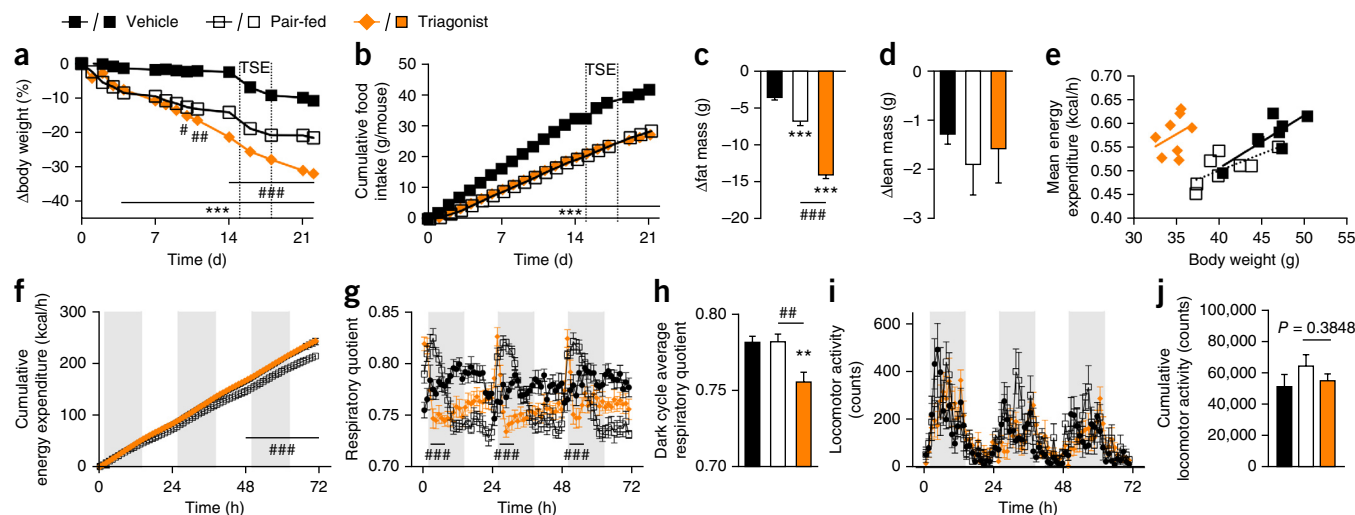 / Vehicle / Pair-fed / Triagonist
a
Δbody weight (%)
0
–10
–20
–30
–40
TSE
#
##
###
***
0 7 14 21
Time (d)
b
Cumulative food
intake (g/mouse)
50
40
30
20
10
0
TSE
***
0 7 14 21
Time (d)
c
Δfat mass (g)
0
–5
–10
–15
–20
***
***
###
d
Δlean mass (g)
0
–1
–2
–3
e
Mean energy
expenditure (kcal/h)
0.70
0.65
0.60
0.55
0.50
0.45
0.40
30 35 40 45 50 55
Body weight (g)
f
Cumulative
energy expenditure (kcal/h)
300
200
100
0
###
0 24 48 72
Time (h)
g
Respiratory quotient
0.85
0.80
0.75
0.70
### ### ###
0 24 48 72
Time (h)
h
Dark cycle average
respiratory quotient
0.80
0.75
0.70
##
**
i
Locomotor activity
(counts)
600
400
200
0
0 24 48 72
Time (h)
j
Cumulative
locomotor activity (counts)
100,000
80,000
60,000
40,000
20,000
0
P = 0.3848